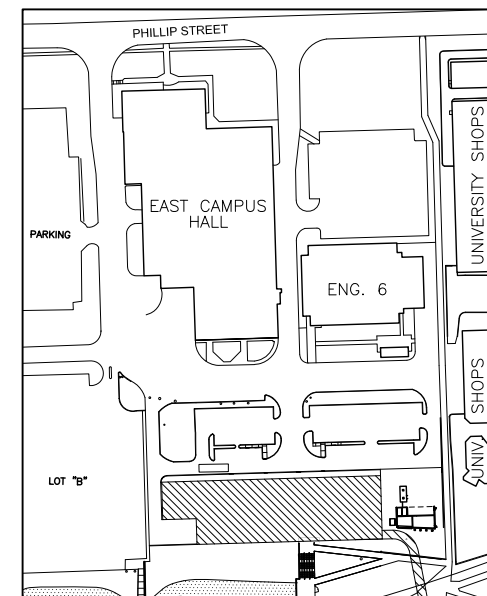 PHILLIP STREET
UNIVERSITY SHOPS
EAST CAMPUS
HALL
PARKING
ENG. 6
UNIV
SHOPS
LOT "B"